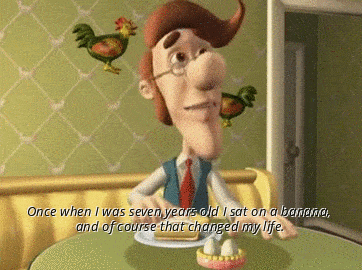 Once when I was seven years old I sat on a banana,
and of course that changed my life.